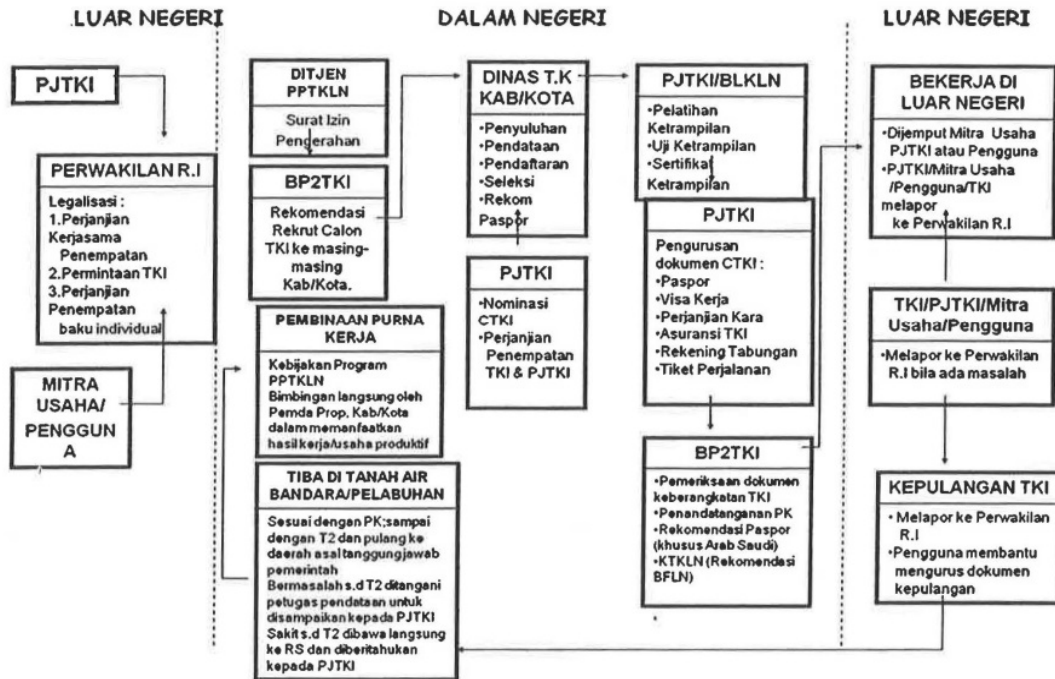 LUAR NEGERI
DALAM NEGERI
LUAR NEGERI
PJTKI
PERWAKILAN R.I
Legalisasi :
1.Perjanjian
Kerjasama
Penempatan
2.Permintaan TKI
3.Perjanjian
Penempatan
baku individual
MITRA
USAHA/
PENGGUN
A
DITJEN
PPTKLN
Surat Izin
Pengerahan
BP2TKI
Rekomendasi
Rekrut Calon
TKI ke masing-
masing
Kab/Kota.
PEMBINAAN PURNA
KERJA
Kebijakan Program
PPTKLN
Bimbingan langsung oleh
Pemda Prop. Kab/Kota
dalam memanfaatkan
hasil kerja/usaha produktif
TIBA DI TANAH AIR
BANDARA/PELABUHAN
Sesuai dengan PK;sampai
dengan T2 dan pulang ke
daerah asal tanggung jawab
pemerintah
Bermasalah s.d T2 ditangani
petugas pendataan untuk
disampaikan kepada PJTKI
Sakit s.d T2 dibawa langsung
ke RS dan diberitahukan
kepada PJTKI
DINAS T.K
KAB/KOTA
•Penyuluhan
•Pendataan
•Pendaftaran
•Seleksi
•Rekom
Paspor
PJTKI
•Nominasi
CTKI
•Perjanjian
Penempatan
TKI & PJTKI
PJTKI/BLKLN
•Pelatihan
Ketrampilan
•Uji Ketrampilan
•Sertifikat
Ketrampilan
PJTKI
Pengurusan
dokumen CTKI :
•Paspor
•Visa Kerja
•Perjanjian Kara
•Asuransi TKI
•Rekening Tabungan
•Tiket Perjalanan
BP2TKI
•Pemeriksaan dokumen
keberangkatan TKI
•Penandatanganan PK
•Rekomendasi Paspor
(khusus Arab Saudi)
•KTKLN (Rekomendasi
BFLN)
BEKERJA DI
LUAR NEGERI
•Dijemput Mitra Usaha
PJTKI atau Pengguna
•PJTKI/Mitra Usaha
/Pengguna/TKI
melapor
ke Perwakilan R.I
TKI/PJTKI/Mitra
Usaha/Pengguna
•Melapor ke Perwakilan
R.I bila ada masalah
KEPULANGAN TKI
• Melapor ke Perwakilan
R.I
•Pengguna membantu
mengurus dokumen
kepulangan